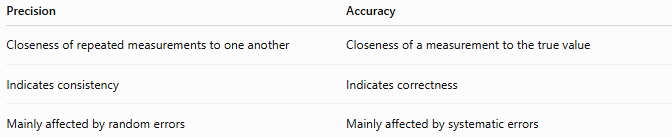 Precision Accuracy
Closeness of repeated measurements to one another Closeness of a measurement to the true value
Indicates consistency Indicates correctness
Mainly affected by random errors Mainly affected by systematic errors